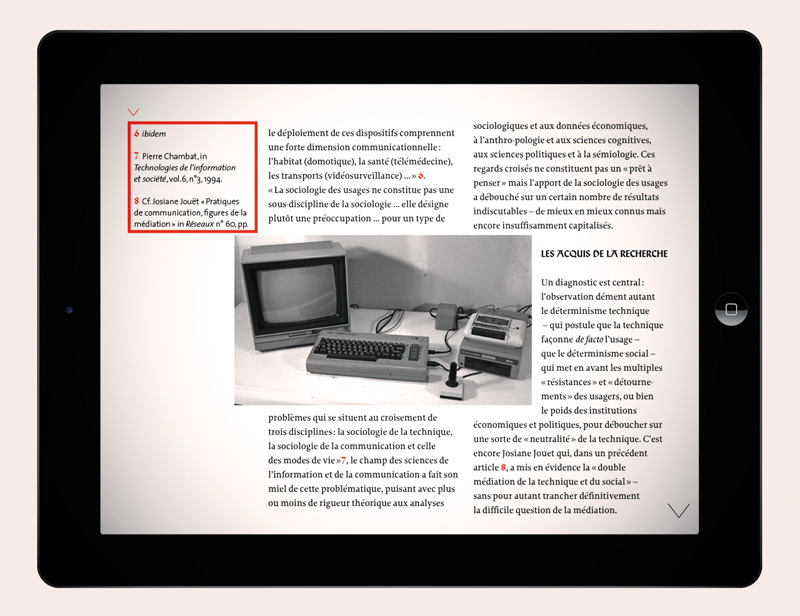 6 ibidem
7 Pierre Chambat, in
Technologies de l'information
et société, vol.6, n°3, 1994.
8 Cf. Josiane Jouët « Pratiques
de communication, figures de la
médiation » in Réseaux n° 60, pp.
le déploiement de ces dispositifs comprennent
une forte dimension communicationnelle :
l'habitat (domotique), la santé (télémédecine),
les transports (vidéosurveillance) ... » 6.
« La sociologie des usages ne constitue pas une
sous-discipline de la sociologie ... elle désigne
plutôt une préoccupation ... pour un type de
problèmes qui se situent au croisement de
trois disciplines : la sociologie de la technique,
la sociologie de la communication et celle
des modes de vie »7, le champ des sciences de
l'information et de la communication a fait son
miel de cette problématique, puisant avec plus
ou moins de rigueur théorique aux analyses
sociologiques et aux données économiques,
à l'anthro-pologie et aux sciences cognitives,
aux sciences politiques et à la sémiologie. Ces
regards croisés ne constituent pas un « prêt à
penser » mais l'apport de la sociologie des usages
a débouché sur un certain nombre de résultats
indiscutables – de mieux en mieux connus mais
encore insuffisamment capitalisés.
LES ACQUIS DE LA RECHERCHE
Un diagnostic est central :
l'observation dément autant
le déterminisme technique
– qui postule que la technique
façonne de facto l'usage –
que le déterminisme social –
qui met en avant les multiples
« résistances » et « détourne-
ments » des usagers, ou bien
le poids des institutions
économiques et politiques, pour déboucher sur
une sorte de « neutralité » de la technique. C'est
encore Josiane Jouet qui, dans un précédent
article 8, a mis en évidence la « double
médiation de la technique et du social » –
sans pour autant trancher définitivement
la difficile question de la médiation.